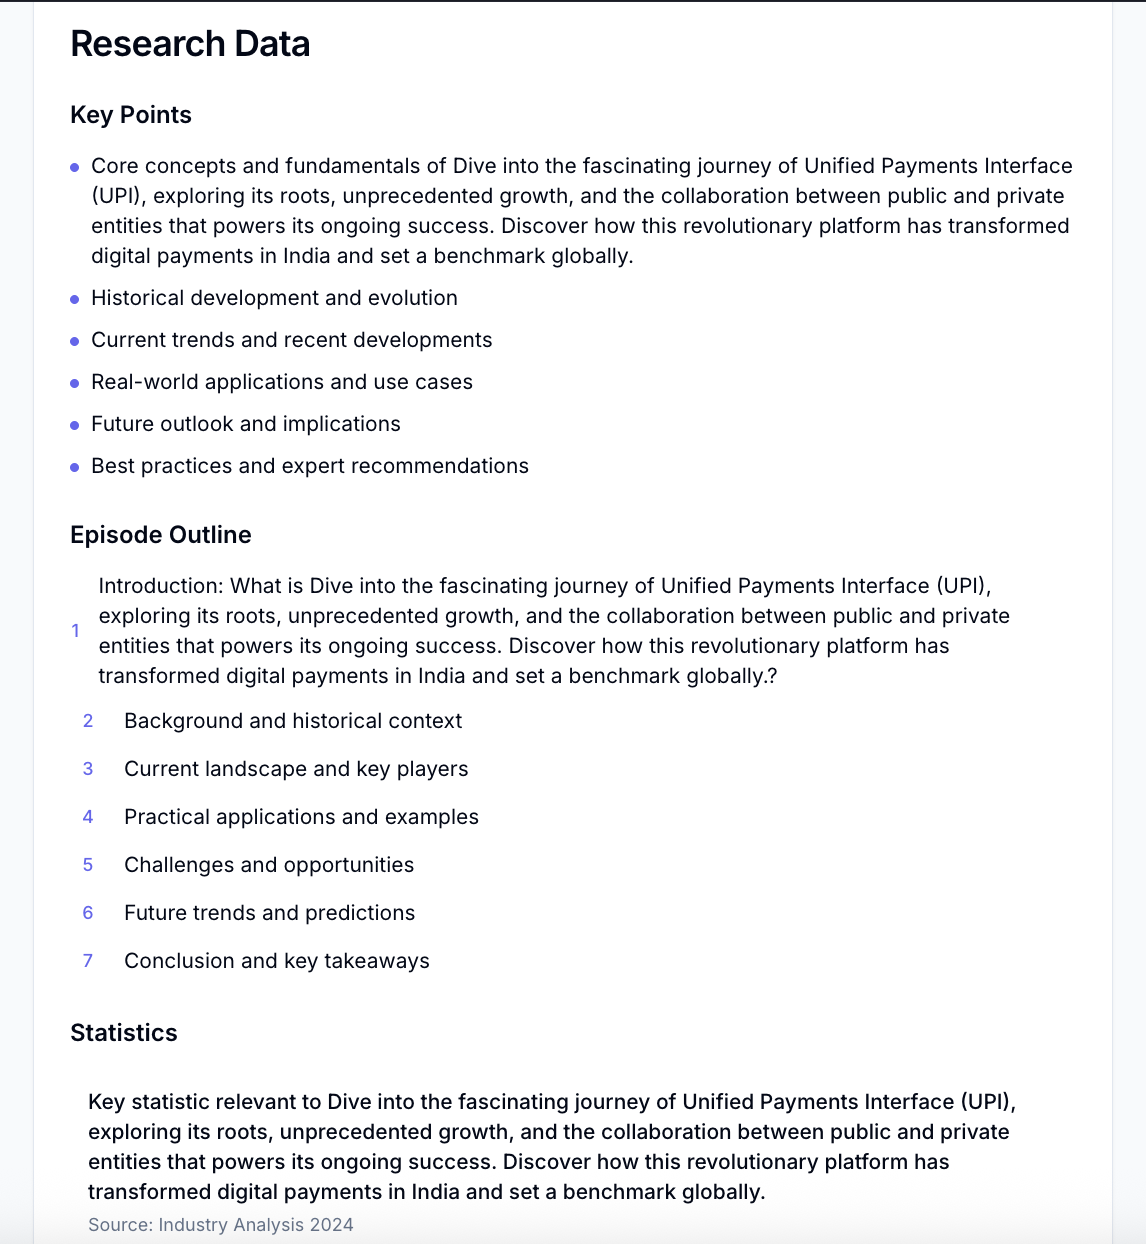 Research Data
Key Points
Core concepts and fundamentals of Dive into the fascinating journey of Unified Payments Interface
(UPI), exploring its roots, unprecedented growth, and the collaboration between public and private
entities that powers its ongoing success. Discover how this revolutionary platform has transformed
digital payments in India and set a benchmark globally.
Historical development and evolution
Current trends and recent developments
Real-world applications and use cases
Future outlook and implications
Best practices and expert recommendations
Episode Outline
Introduction: What is Dive into the fascinating journey of Unified Payments Interface (UPI),
exploring its roots, unprecedented growth, and the collaboration between public and private
1 entities that powers its ongoing success. Discover how this revolutionary platform has
transformed digital payments in India and set a benchmark globally.?
2 Background and historical context
3 Current landscape and key players
4 Practical applications and examples
5 Challenges and opportunities
6 Future trends and predictions
7 Conclusion and key takeaways
Statistics
Key statistic relevant to Dive into the fascinating journey of Unified Payments Interface (UPI),
exploring its roots, unprecedented growth, and the collaboration between public and private
entities that powers its ongoing success. Discover how this revolutionary platform has
transformed digital payments in India and set a benchmark globally.
Source: Industry Analysis 2024